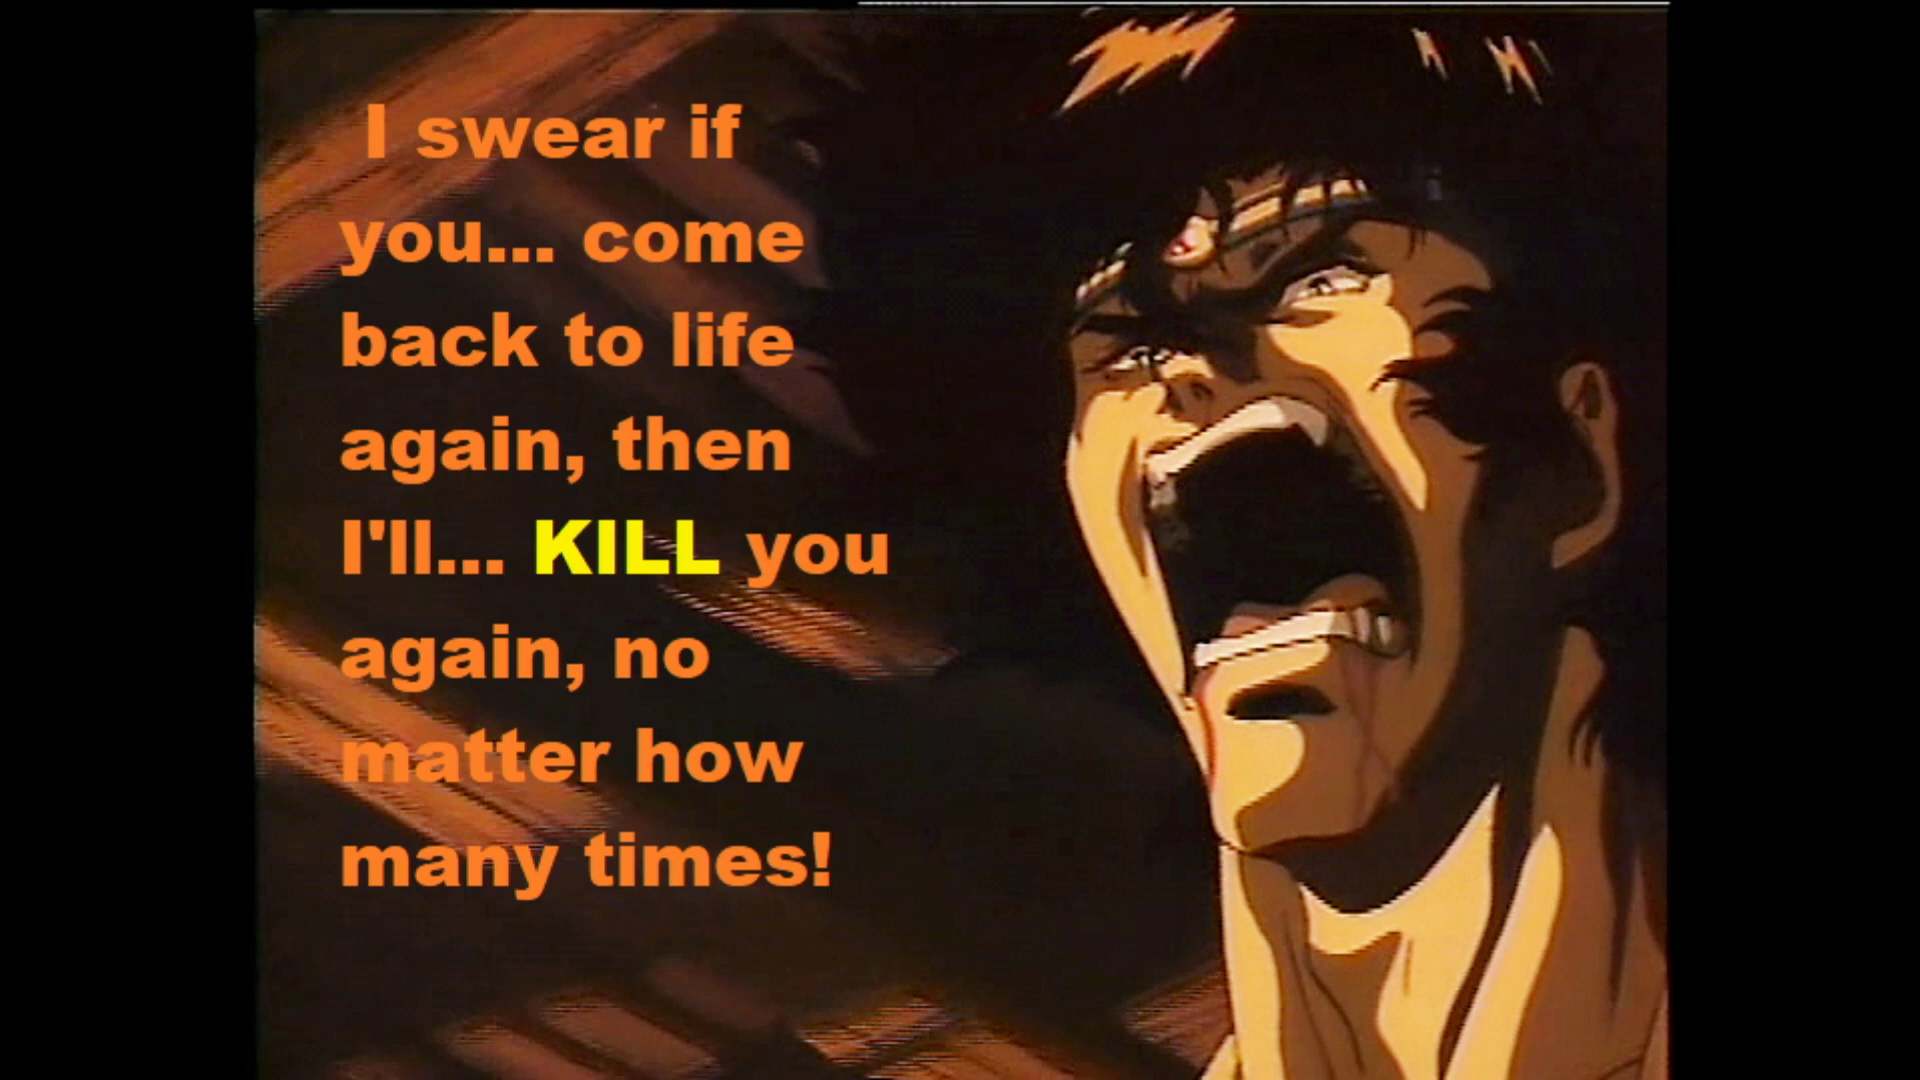 I swear if
you... come
back to life
again, then
I'll... KILL you
again, no
matter how
many times!